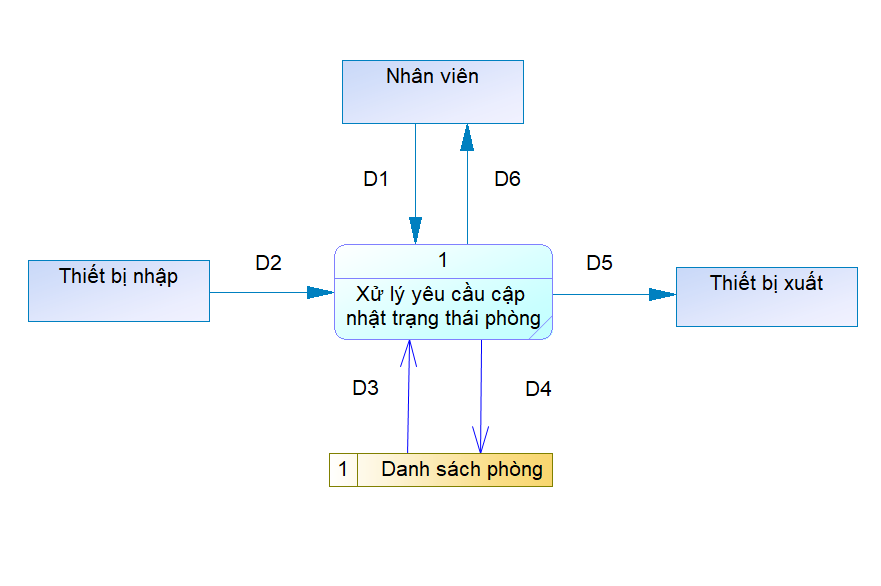 Nhân viên
D1
D6
Thiết bị nhập
D2
1
Xử lý yêu cầu cập
nhật trạng thái phòng
D5
Thiết bị xuất
D3
D4
1
Danh sách phòng